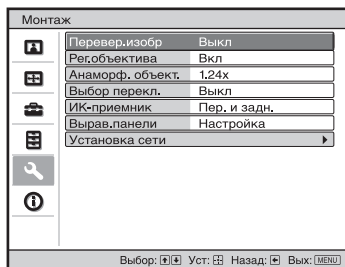 Монтаж
Перевер.изобр Выкл
Рег.объектива Вкл
Анаморф. объект. 1.24x
Выбор перекл. Выкл
ИК-приемник Пер. и задн.
Вырав.панели Настройка
Установка сети
Выбор: Уст: Назад: Вых: MENU